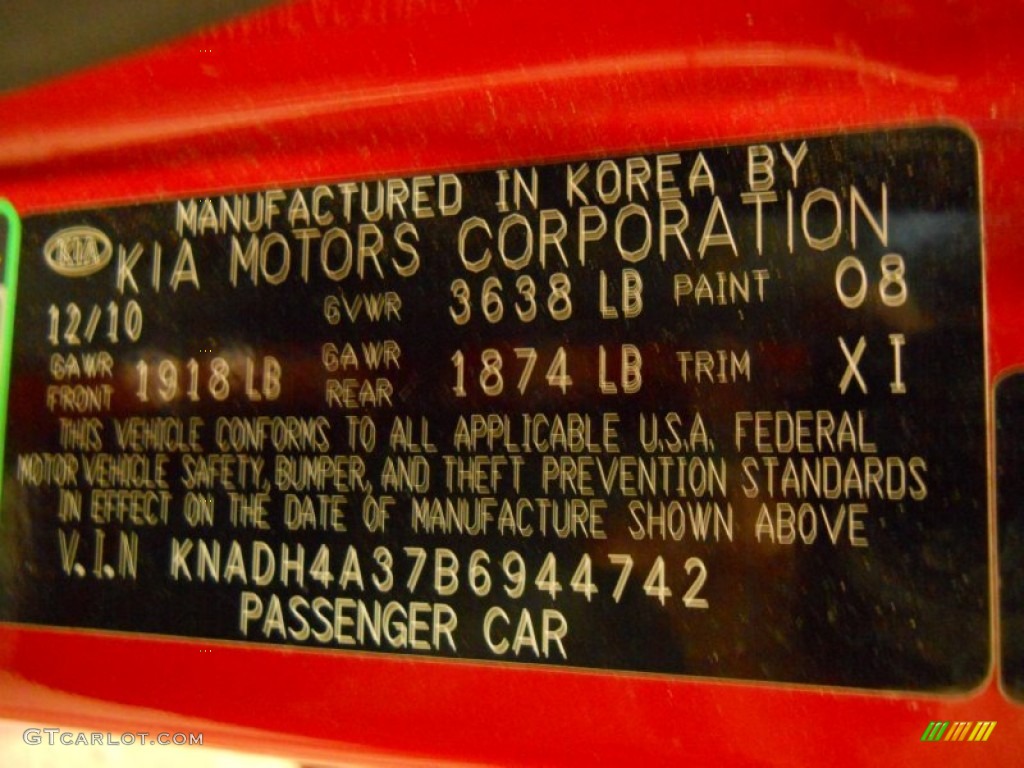 MANUFACTURED IN KOREA BY
KIA KIA MOTORS CORPORATION
12/10 GVWR 3638 LB PAINT 08
GAWR FRONT 1918 LB GAWR REAR 1874 LB TRIM XI
THIS VEHICLE CONFORMS TO ALL APPLICABLE U.S.A. FEDERAL
MOTOR VEHICLE SAFETY, BUMPER, AND THEFT PREVENTION STANDARDS
IN EFFECT ON THE DATE OF MANUFACTURE SHOWN ABOVE
V.I.N KNADH4A37B6944742
PASSENGER CAR
GTCARLOT.COM